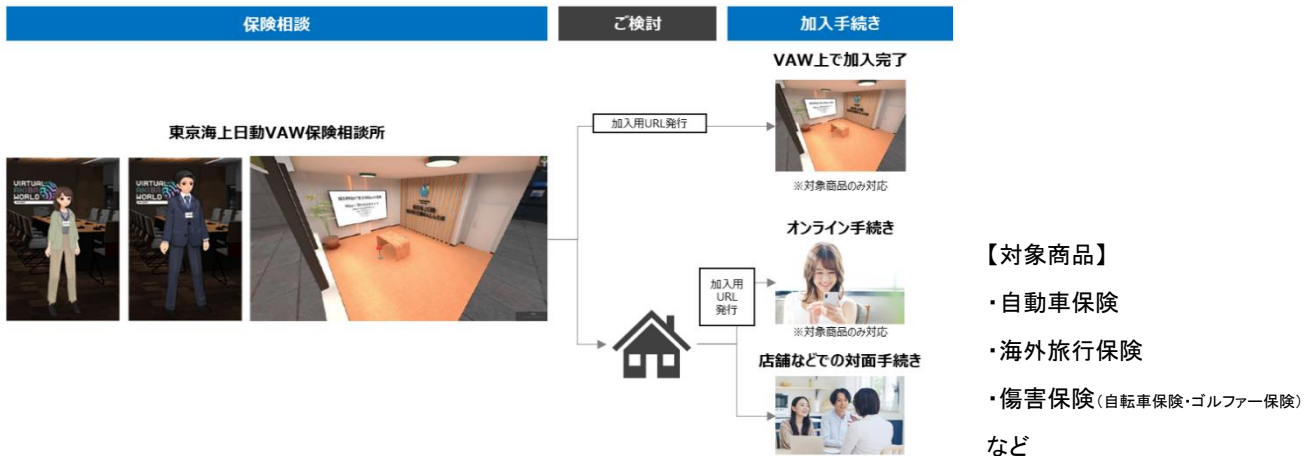 保険相談
ご検討
加入手続き
東京海上日動VAW保険相談所
VIRTUAL
AKIBA
WORLD
VIRTUAL
AKIBA
WORLD
加入用URL発行
VAW上で加入完了
※対象商品のみ対応
加入用
URL
発行
オンライン手続き
※対象商品のみ対応
店舗などでの対面手続き
【対象商品】
・自動車保険
・海外旅行保険
・傷害保険(自転車保険・ゴルファー保険)
など